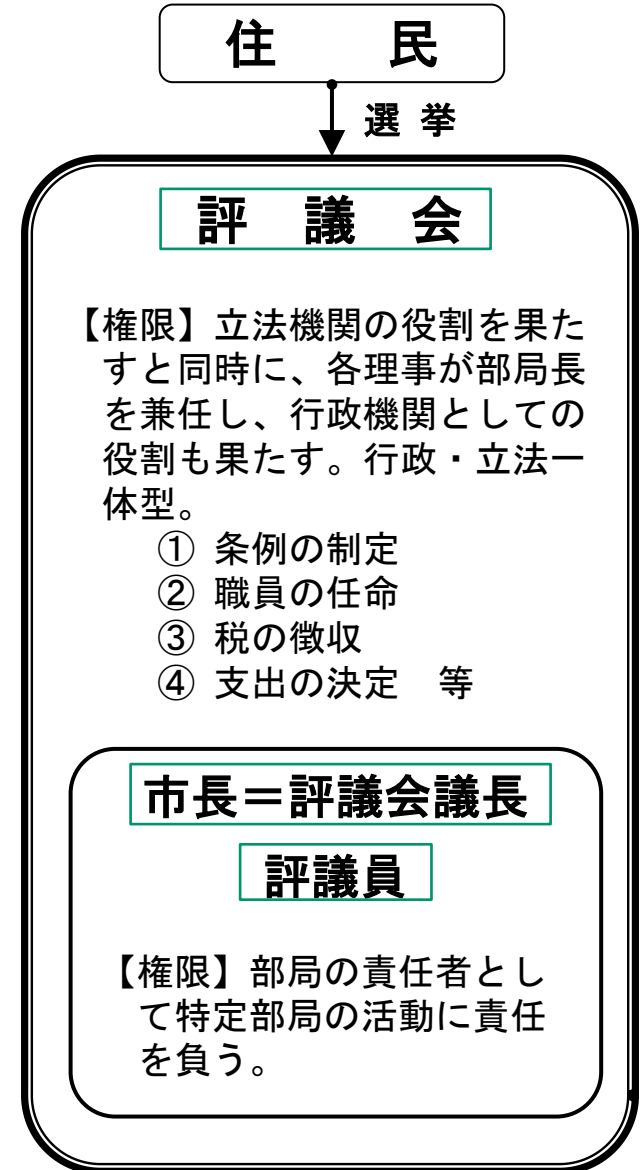 住　民
選 挙
評　議　会
【権限】立法機関の役割を果た
すと同時に、各理事が部局長
を兼任し、行政機関としての
役割も果たす。行政・立法一
体型。
① 条例の制定
② 職員の任命
③ 税の徴収
④ 支出の決定　等
市長＝評議会議長
評議員
【権限】部局の責任者とし
て特定部局の活動に責任
を負う。